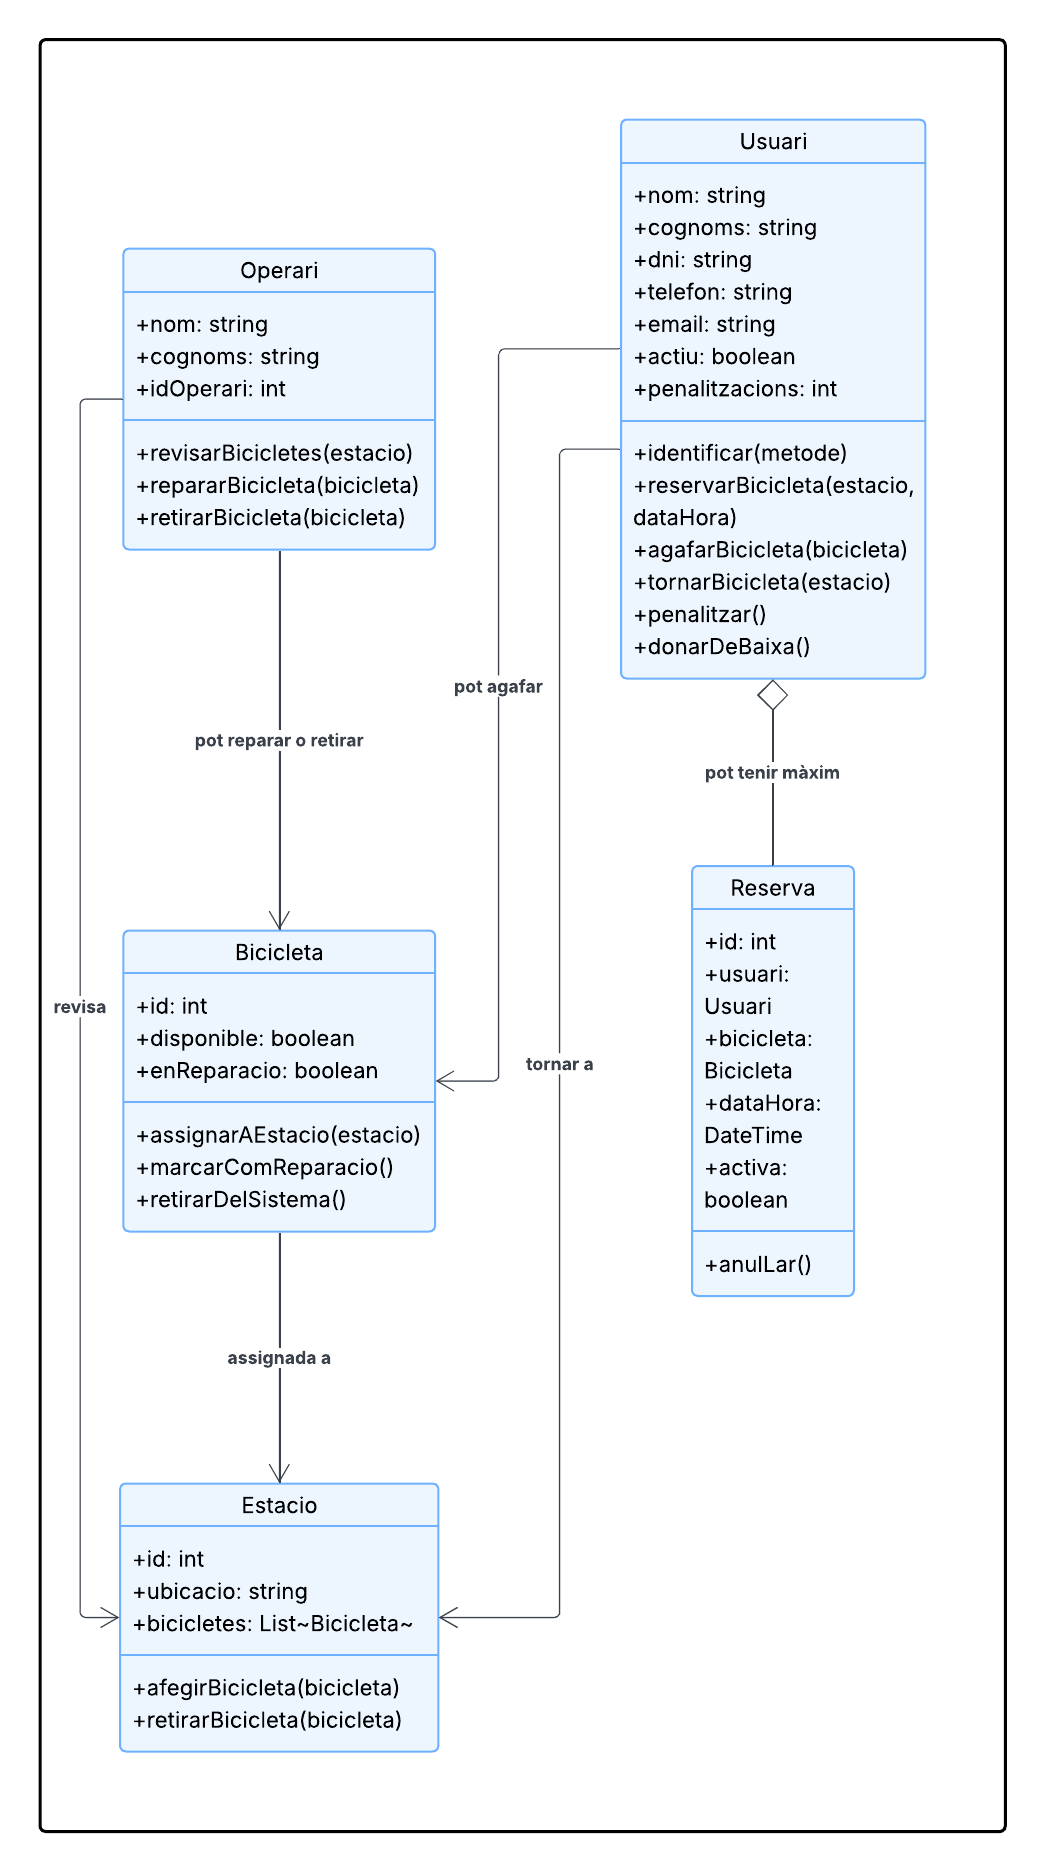 Usuari
+nom: string
+cognoms: string
+dni: string
+telefon: string
+email: string
+actiu: boolean
+penalitzacions: int
+identificar(metode)
+reservarBicicleta(estacio,
dataHora)
+agafarBicicleta(bicicleta)
+tornarBicicleta(estacio)
+penalitzar()
+donarDeBaixa()
Operari
+nom: string
+cognoms: string
+idOperari: int
+revisarBicicletes(estacio)
+repararBicicleta(bicicleta)
+retirarBicicleta(bicicleta)
pot agafar
pot reparar o retirar
pot tenir màxim
Reserva
+id: int
+usuari:
Usuari
+bicicleta:
Bicicleta
+dataHora:
DateTime
+activa:
boolean
+anulLar()
Bicicleta
+id: int
+disponible: boolean
+enReparacio: boolean
+assignarAEstacio(estacio)
+marcarComReparacio()
+retirarDelSistema()
revisa
tornar a
assignada a
Estacio
+id: int
+ubicacio: string
+bicicletes: List~Bicicleta~
+afegirBicicleta(bicicleta)
+retirarBicicleta(bicicleta)